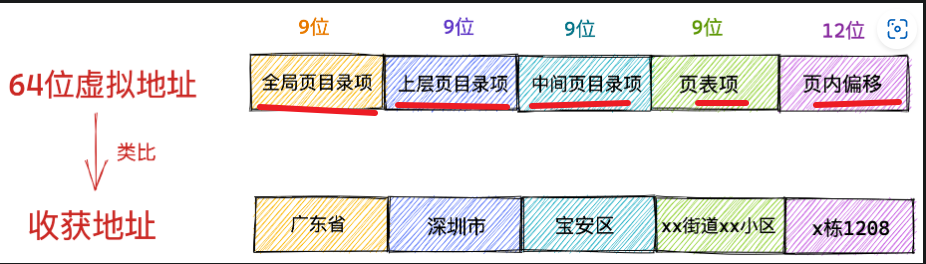 9位 9位 9位 9位 12位
64位虚拟地址 全局页目录项 上层页目录项 中间页目录项 页表项 页内偏移
类比
收获地址 广东省 深圳市 宝安区 xx街道xx小区 x栋1208